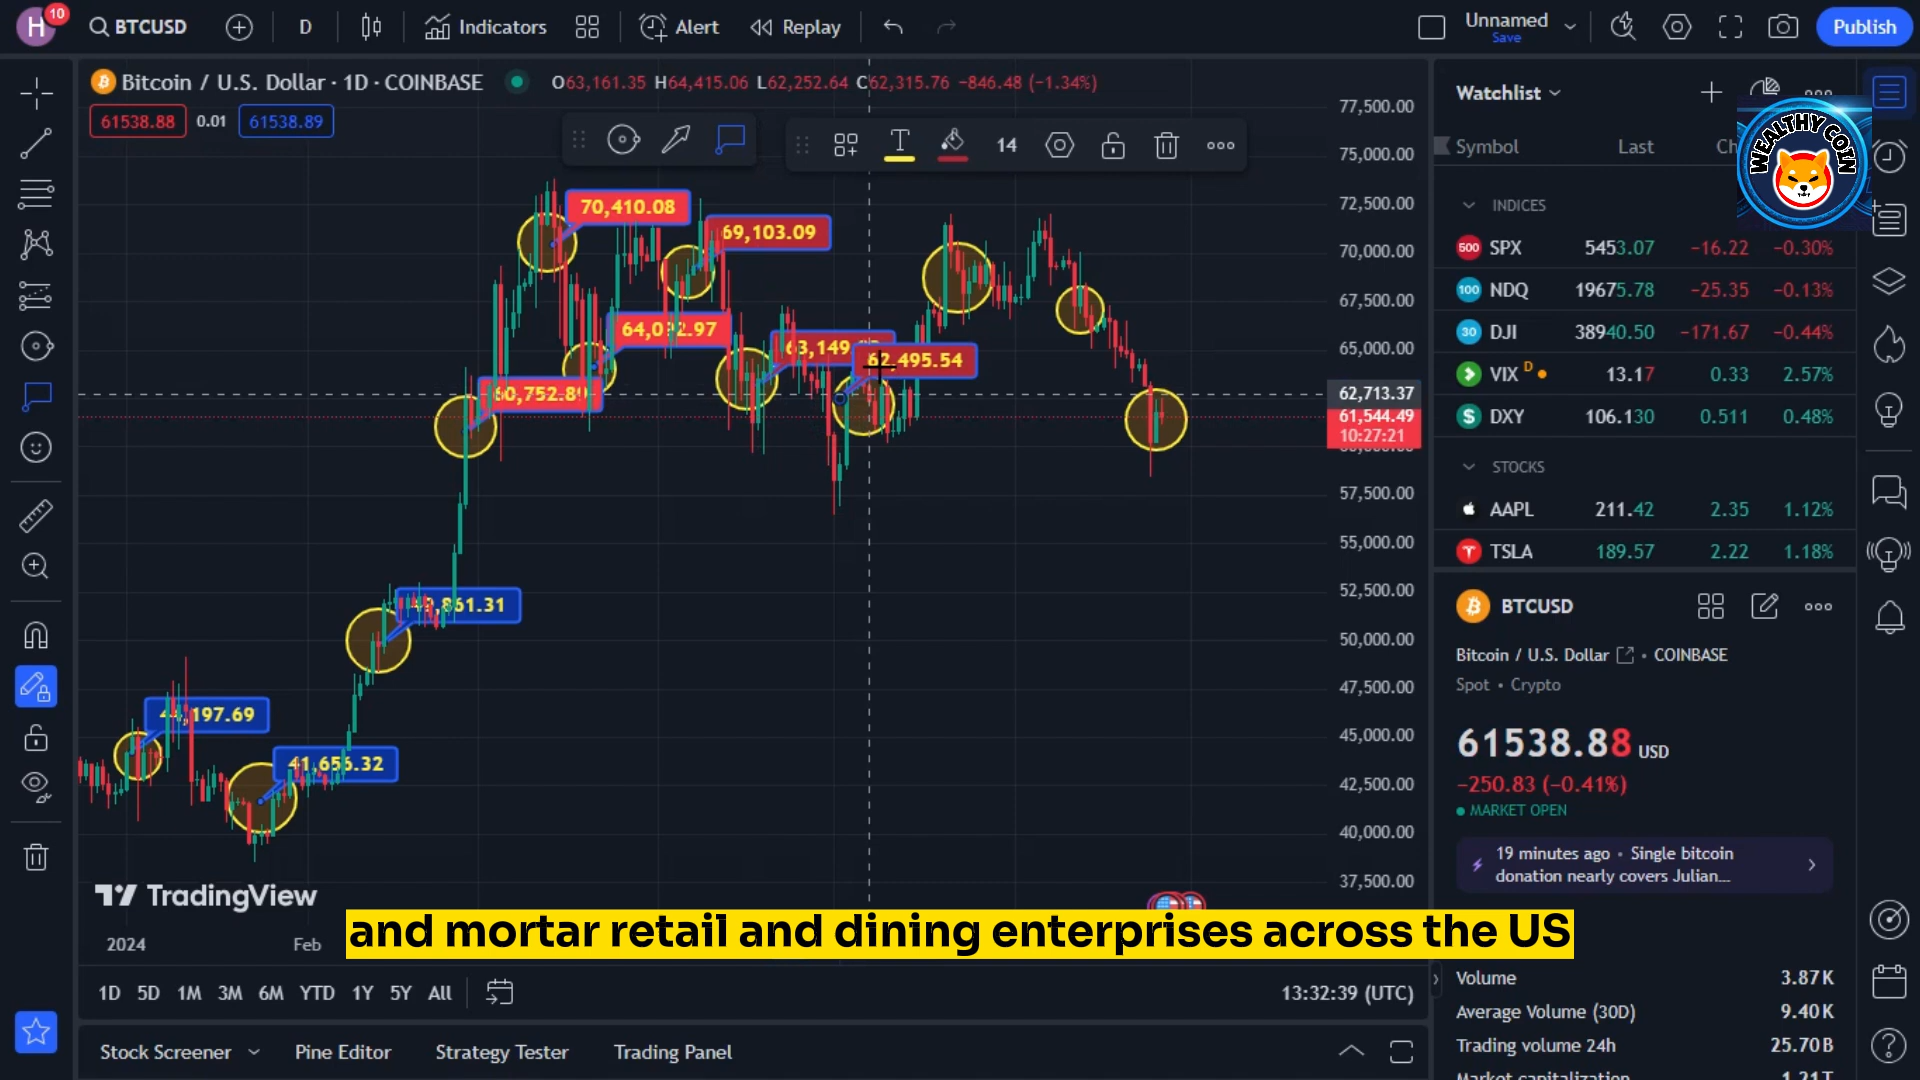 H
10
BTCUSD
D
Indicators
Alert
Replay
Unnamed
Save
Publish
Bitcoin / U.S. Dollar · 1D · COINBASE
O63,161.35 H64,415.06 L62,252.64 C62,315.76 −846.48 (−1.34%)
61538.88
0.01
61538.89
T
14
Watchlist
WEALTHY COIN
Symbol
Last
INDICES
500 SPX 5453.07 −16.22 −0.30%
100 NDQ 19675.78 −25.35 −0.13%
30 DJI 38940.50 −171.67 −0.44%
VIX D 13.17 0.33 2.57%
$ DXY 106.130 0.511 0.48%
STOCKS
AAPL 211.42 2.35 1.12%
TSLA 189.57 2.22 1.18%
77,500.00
75,000.00
72,500.00
70,000.00
67,500.00
65,000.00
62,713.37
61,544.49
10:27:21
57,500.00
55,000.00
52,500.00
50,000.00
47,500.00
45,000.00
42,500.00
40,000.00
37,500.00
70,410.08
69,103.09
63,149
62,495.54
60,752.89
197.69
BTCUSD
Bitcoin / U.S. Dollar • COINBASE
Spot • Crypto
61538.88 USD
−250.83 (−0.41%)
MARKET OPEN
19 minutes ago • Single bitcoin
donation nearly covers Julian...
TradingView
2024
Feb
and mortar retail and dining enterprises across the US
1D 5D 1M 3M 6M YTD 1Y 5Y All
13:32:39 (UTC)
Stock Screener
Pine Editor
Strategy Tester
Trading Panel
Volume 3.87K
Average Volume (30D) 9.40K
Trading volume 24h 25.70B
Market capitalization 1.21T